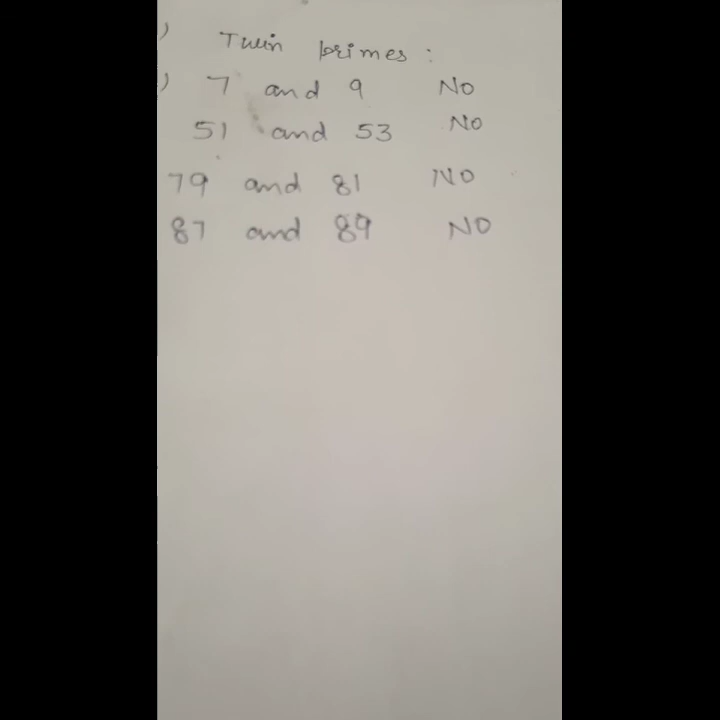 ) Twin primes :
) 7 and 9 No
51 and 53 No
79 and 81 No
87 and 89 NO